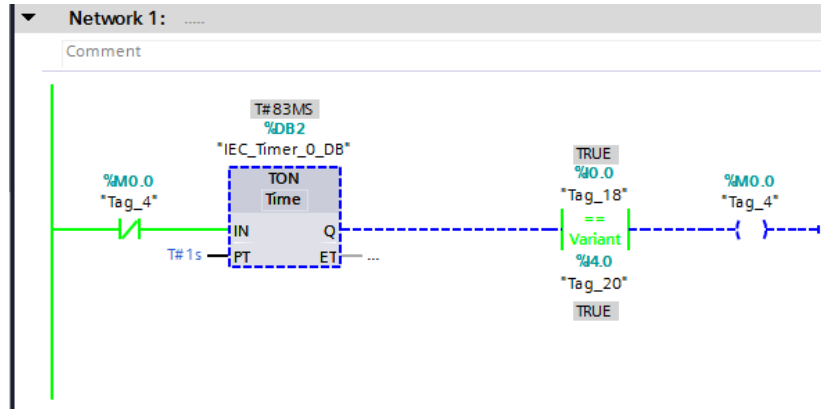 Network 1: .....
Comment
T#83MS
%DB2
"IEC_Timer_0_DB"
TON
Time
%M0.0
"Tag_4"
IN
Q
T#1s
PT
ET
...
TRUE
%I0.0
"Tag_18"
==
Variant
%I4.0
"Tag_20"
TRUE
%M0.0
"Tag_4"